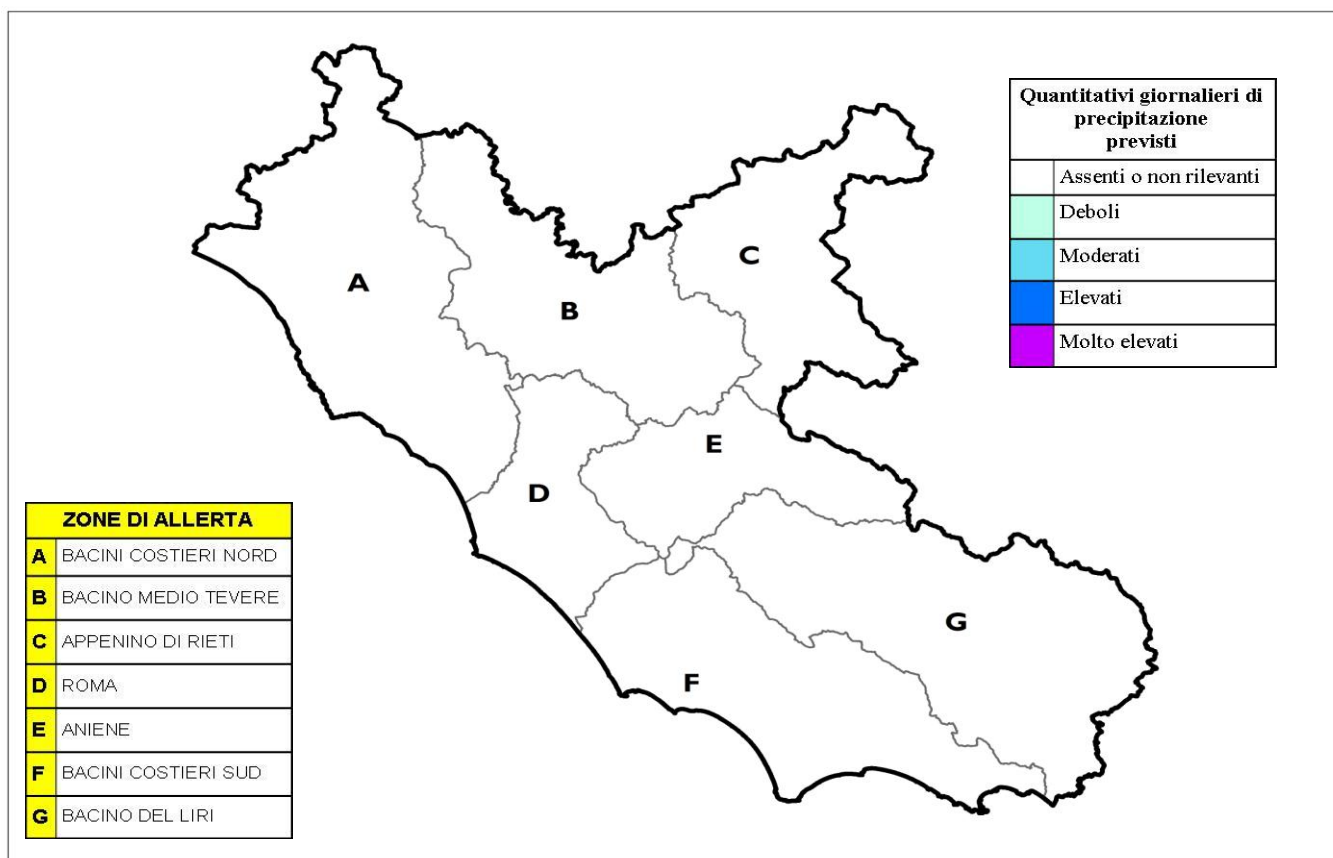 Quantitativi giornalieri di
precipitazione
previsti
Assenti o non rilevanti
Deboli
Moderati
Elevati
Molto elevati
A
B
C
D
E
F
G
ZONE DI ALLERTA
A BACINI COSTIERI NORD
B BACINO MEDIO TEVERE
C APPENINO DI RIETI
D ROMA
E ANIENE
F BACINI COSTIERI SUD
G BACINO DEL LIRI